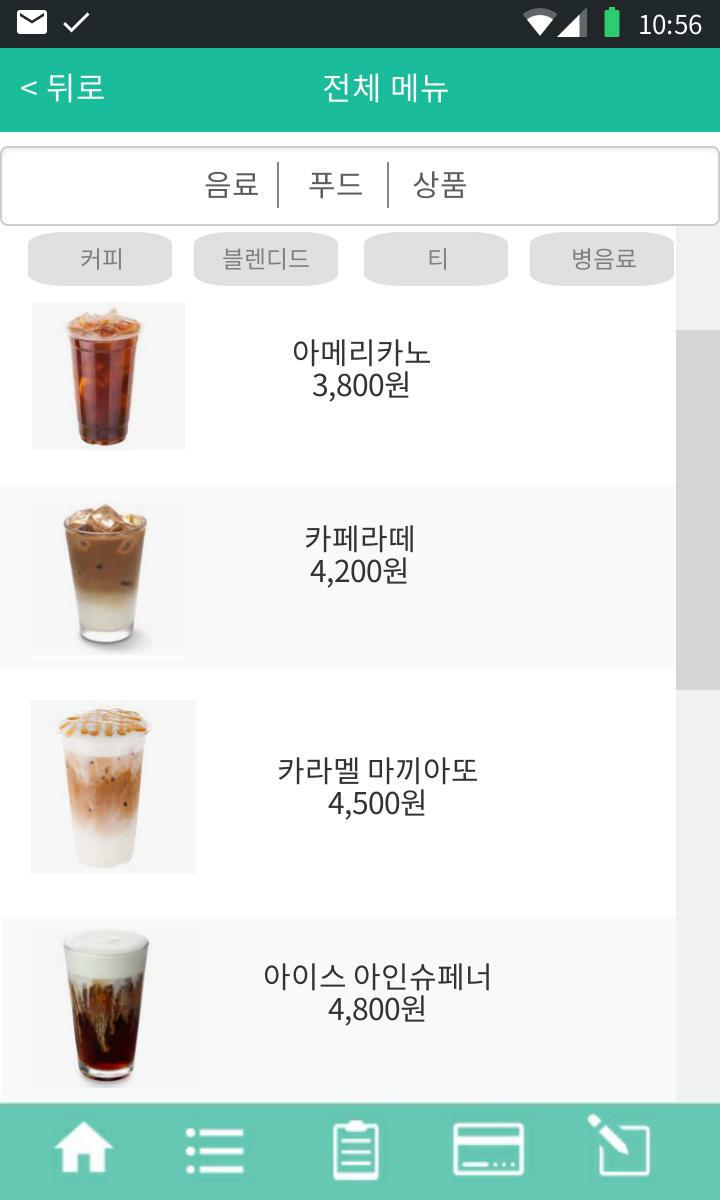 10:56
< 뒤로
전체 메뉴
음료
푸드
상품
커피
블렌디드
티
병음료
아메리카노
3,800원
카페라떼
4,200원
카라멜 마끼아또
4,500원
아이스 아인슈페너
4,800원